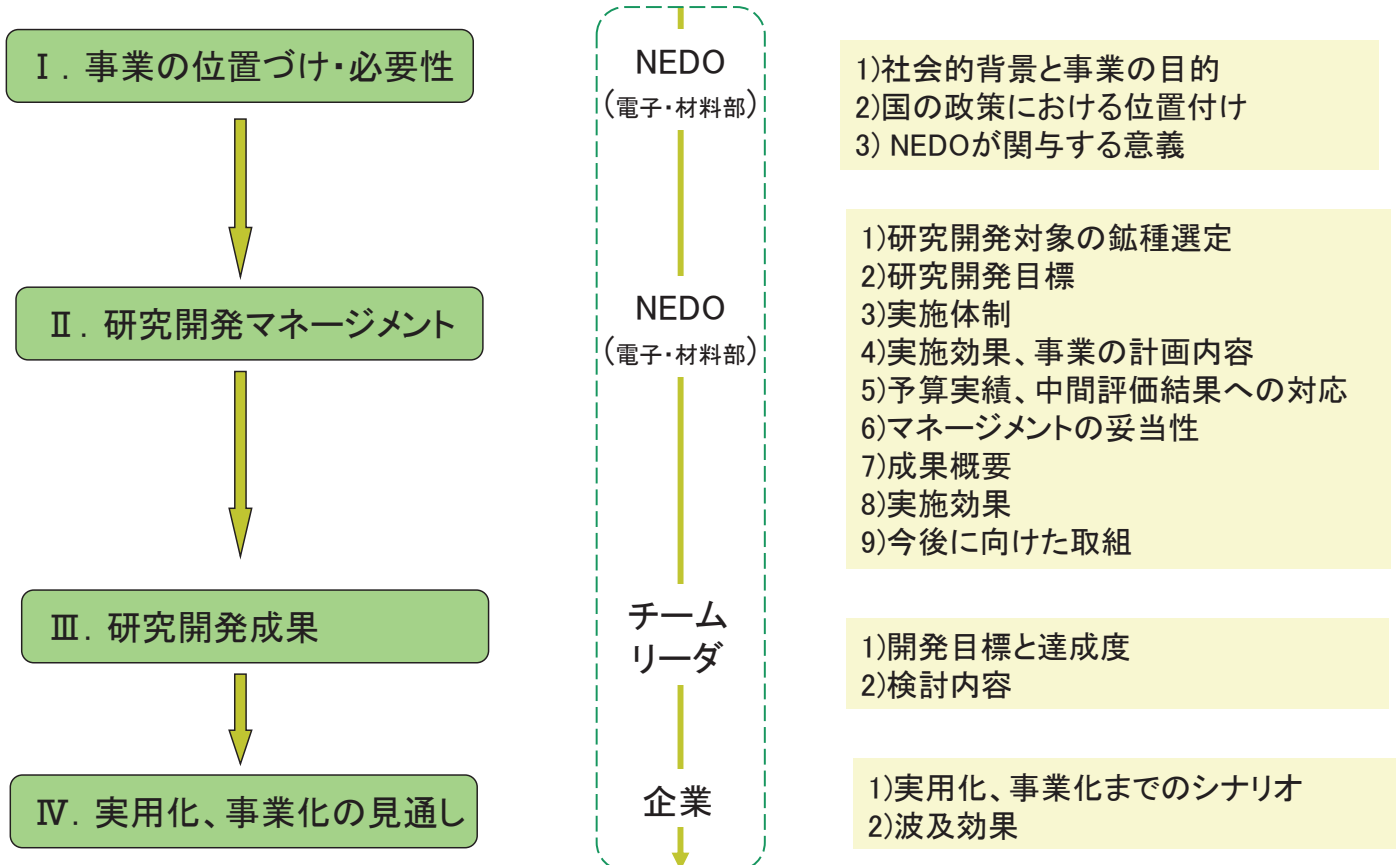 Ⅰ. 事業の位置づけ・必要性
NEDO
(電子・材料部)
1)社会的背景と事業の目的
2)国の政策における位置付け
3) NEDOが関与する意義
Ⅱ. 研究開発マネージメント
NEDO
(電子・材料部)
1)研究開発対象の鉱種選定
2)研究開発目標
3)実施体制
4)実施効果、事業の計画内容
5)予算実績、中間評価結果への対応
6)マネージメントの妥当性
7)成果概要
8)実施効果
9)今後に向けた取組
Ⅲ. 研究開発成果
チーム
リーダ
1)開発目標と達成度
2)検討内容
Ⅳ. 実用化、事業化の見通し
企業
1)実用化、事業化までのシナリオ
2)波及効果